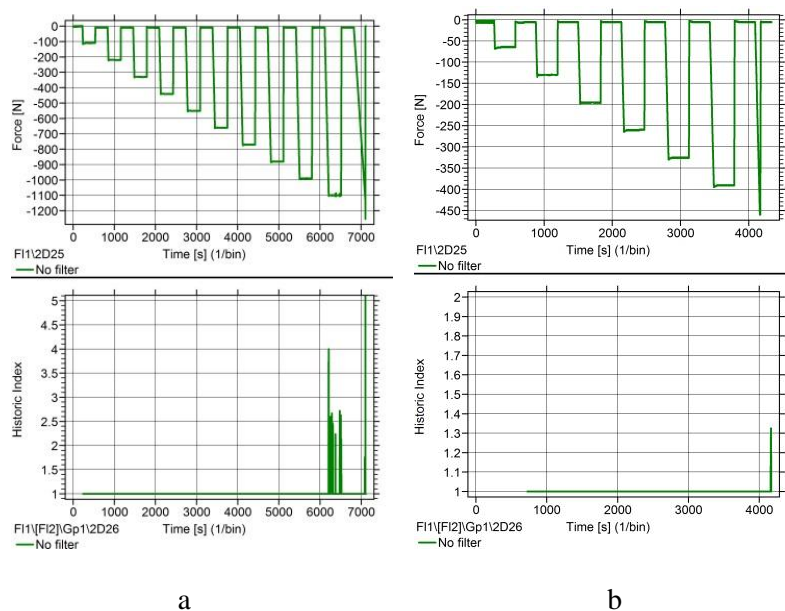 0
-100
-200
-300
-400
-500
-600
-700
-800
-900
-1000
-1100
-1200
Force [N]
0 1000 2000 3000 4000 5000 6000 7000
Time [s] (1/bin)
Fl1\2D25
No filter
0
-50
-100
-150
-200
-250
-300
-350
-400
-450
Force [N]
0 1000 2000 3000 4000
Time [s] (1/bin)
Fl1\2D25
No filter
5
4.5
4
3.5
3
2.5
2
1.5
1
Historic Index
0 1000 2000 3000 4000 5000 6000 7000
Fl1\[Fl2]\Gp1\2D26 Time [s] (1/bin)
No filter
2
1.9
1.8
1.7
1.6
1.5
1.4
1.3
1.2
1.1
1
Historic Index
0 1000 2000 3000 4000
Fl1\[Fl2]\Gp1\2D26 Time [s] (1/bin)
No filter
a b